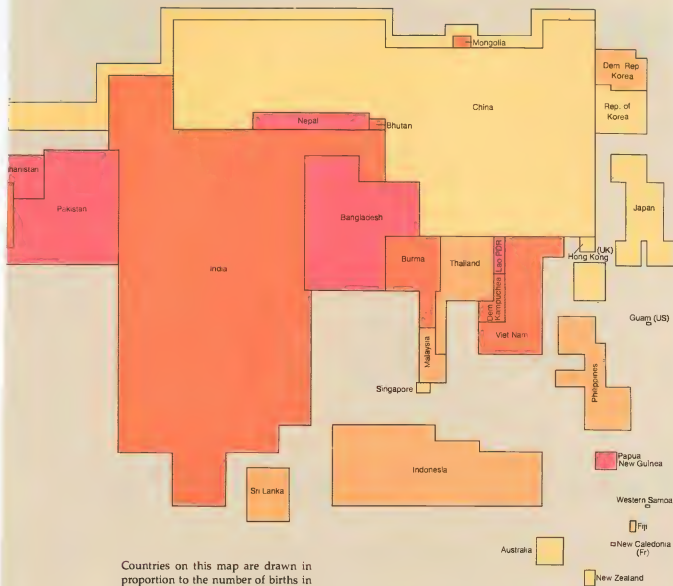 Mongolia
Dem Rep
Korea
China
Rep. of
Korea
Nepal
Bhutan
hanistan
Pakistan
Bangladesh
Japan
India
Burma
Thailand
Lao PDR
(UK)
Hong Kong
Dem
Kampuchea
Guam (US)
Viet Nam
Malaysia
Singapore
Philippines
Papua
New Guinea
Indonesia
Sri Lanka
Western Samoa
Fiji
New Caledonia
(Fr)
Australia
New Zealand
Countries on this map are drawn in
proportion to the number of births in